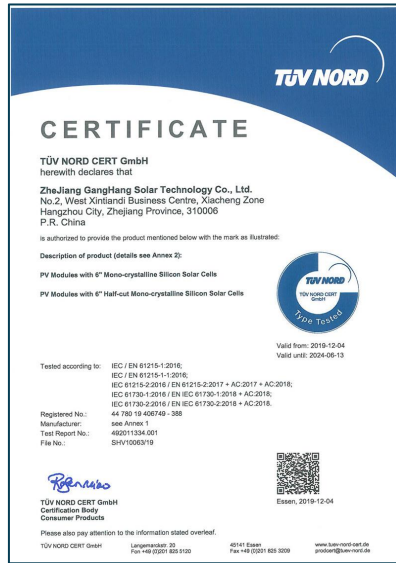 TÜV NORD
CERTIFICATE
TÜV NORD CERT GmbH
herewith declares that
ZheJiang GangHang Solar Technology Co., Ltd.
No.2, West Xintiandi Business Centre, Xiacheng Zone
Hangzhou City, Zhejiang Province, 310006
P.R. China
is authorized to provide the product mentioned below with the mark as illustrated:
Description of product (details see Annex 2):
PV Modules with 6" Mono-crystalline Silicon Solar Cells
PV Modules with 6" Half-cut Mono-crystalline Silicon Solar Cells
TÜV NORD
TÜV NORD CERT
GmbH
Type Tested
Valid from: 2019-12-04
Valid until: 2024-06-13
Tested according to: IEC / EN 61215-1:2016;
IEC / EN 61215-1-1:2016;
IEC 61215-2:2016 / EN 61215-2:2017 + AC:2017 + AC:2018;
IEC 61730-1:2016 / EN IEC 61730-1:2018 + AC:2018;
IEC 61730-2:2016 / EN IEC 61730-2:2018 + AC:2018.
Registered No.: 44 780 19 406749 - 388
Manufacturer: see Annex 1
Test Report No.: 492011334.001
File No.: SHV10063/19
TÜV NORD CERT GmbH
Certification Body
Consumer Products
Essen, 2019-12-04
Please also pay attention to the information stated overleaf.
TÜV NORD CERT GmbH Langemarckstr. 20 45141 Essen www.tuev-nord-cert.de
Fon +49 (0)201 825 5120 Fax +49 (0)201 825 3209 prodcert@tuev-nord.de